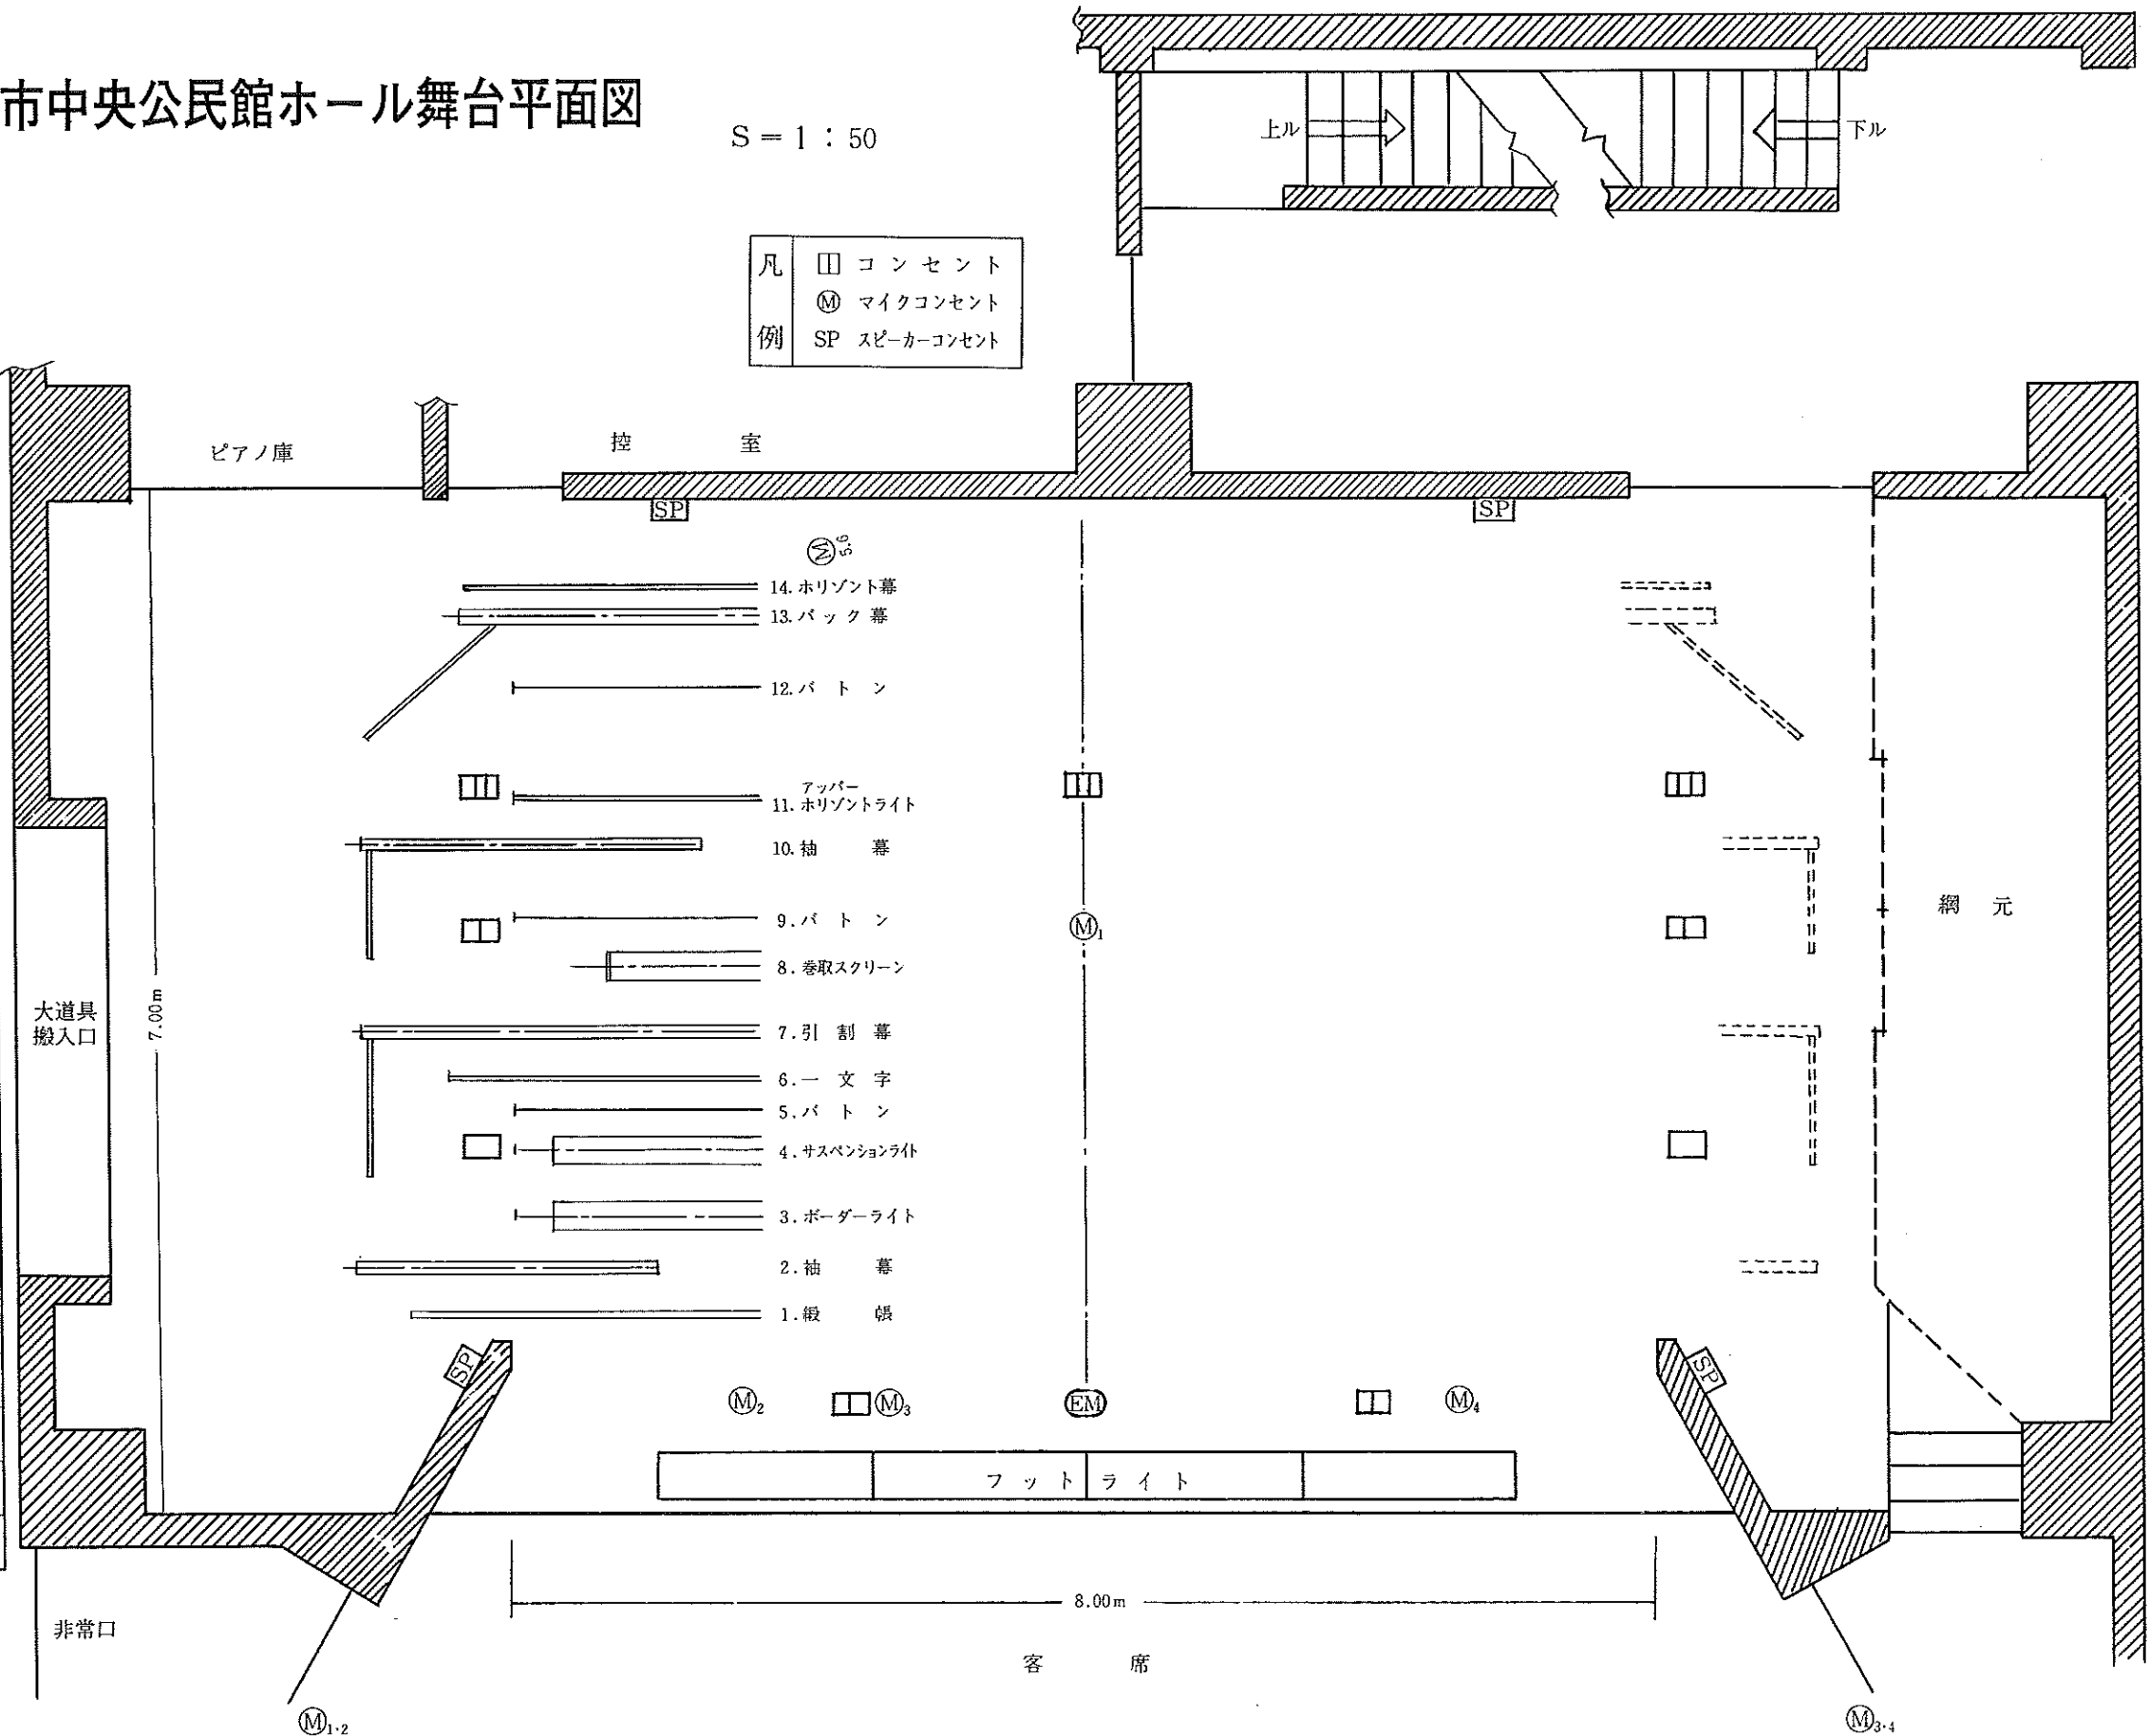 市中央公民館ホール舞台平面図
S = 1 : 50
上ル
下ル
凡例
コンセント
Ⓜ マイクコンセント
SP スピーカーコンセント
ピアノ庫
控室
SP
SP
Ⓜ5.6
14.ホリゾント幕
13.バック幕
12.バトン
アッパー
11.ホリゾントライト
10.袖幕
9.バトン
Ⓜ1
網元
8.巻取スクリーン
大道具
搬入口
7.00m
7.引割幕
6.一文字
5.バトン
4.サスペンションライト
3.ボーダーライト
2.袖幕
1.緞帳
SP
SP
Ⓜ2
Ⓜ3
EM
Ⓜ4
フットライト
8.00m
非常口
客席
Ⓜ1·2
Ⓜ3·4